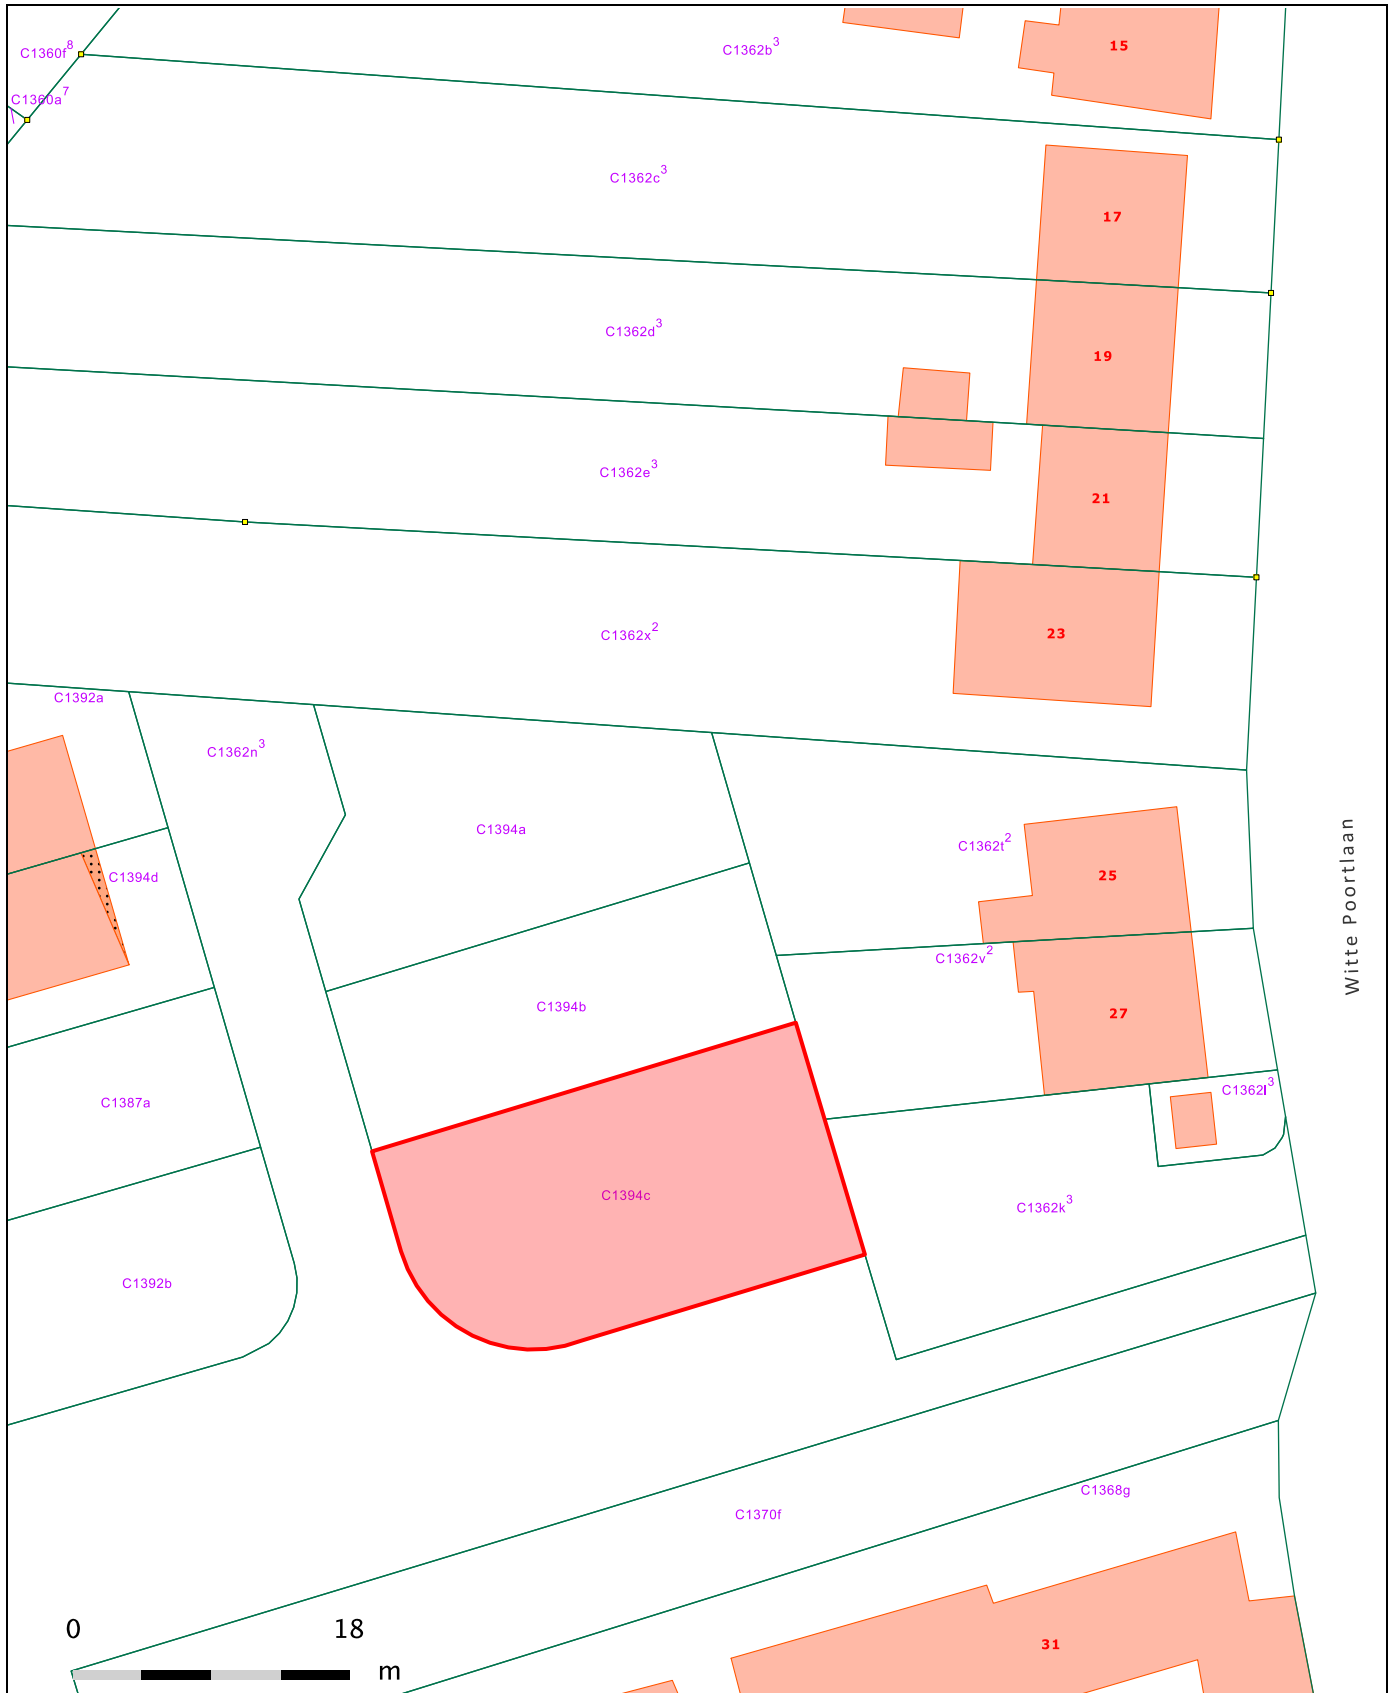 C1360f⁸
C1362b³
15
C1360a⁷
C1362c³
17
C1362d³
19
C1362e³
21
C1362x²
23
C1392a
C1362n³
C1394a
C1362t²
25
C1394d
Witte Poortlaan
C1362v²
C1394b
27
C1387a
C1362l³
C1394c
C1362k³
C1392b
C1368g
C1370f
0 18
m
31